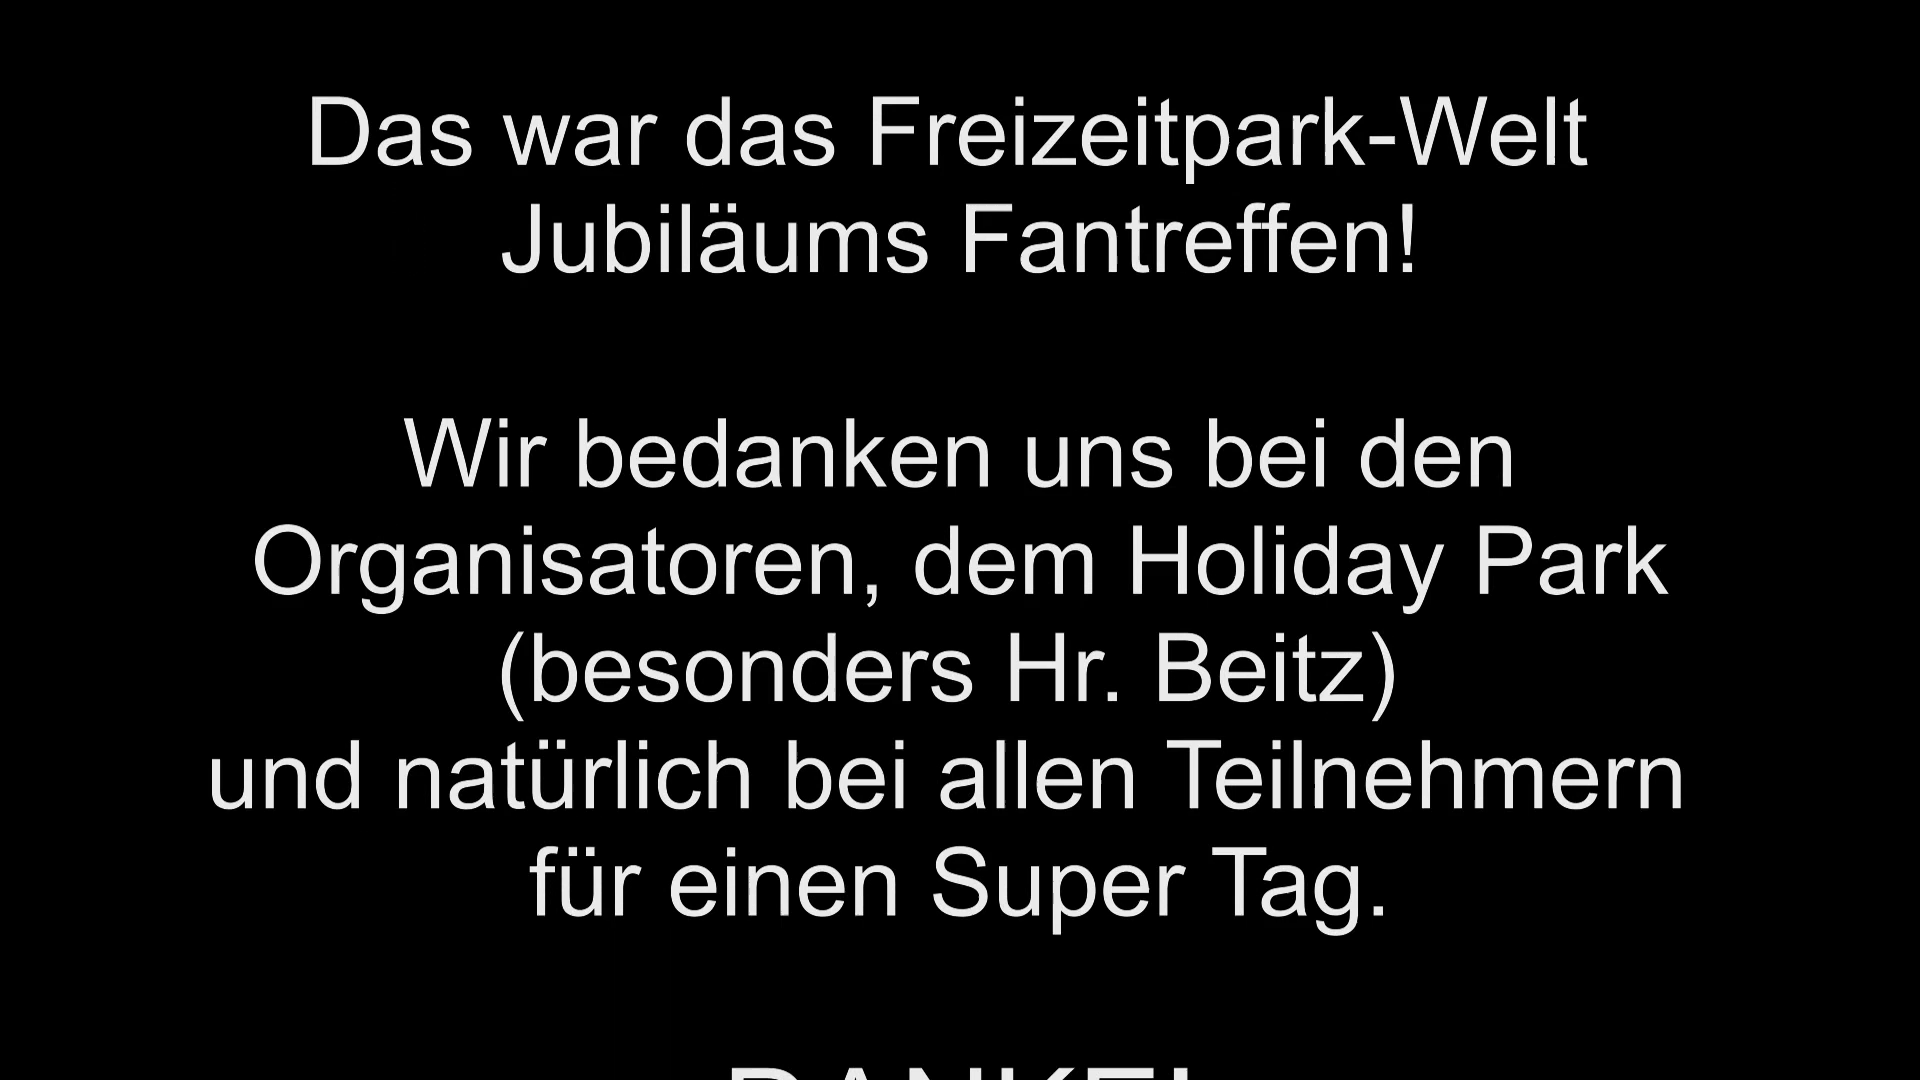 Das war das Freizeitpark-Welt
Jubiläums Fantreffen!
Wir bedanken uns bei den
Organisatoren, dem Holiday Park
(besonders Hr. Beitz)
und natürlich bei allen Teilnehmern
für einen Super Tag.
DANKE!